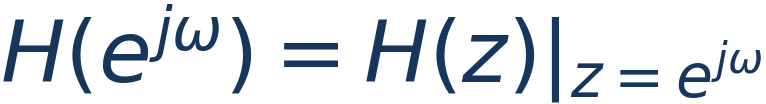 H(e^{jω}) = H(z)|_{z = e^{jω}}